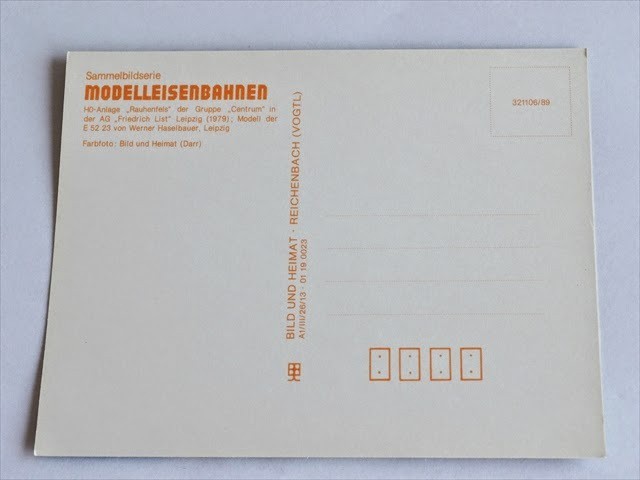 Sammelbildserie
MODELLEISENBAHNEN
HO-Anlage „Rauhenfels" der Gruppe „Centrum" in
der AG „Friedrich List" Leipzig (1979); Modell der
E 52 23 von Werner Haselbauer, Leipzig
Farbfoto: Bild und Heimat (Darr)
BILD UND HEIMAT · REICHENBACH (VOGTL)
A1/III/26/13 · 01 19 0023
321106/89